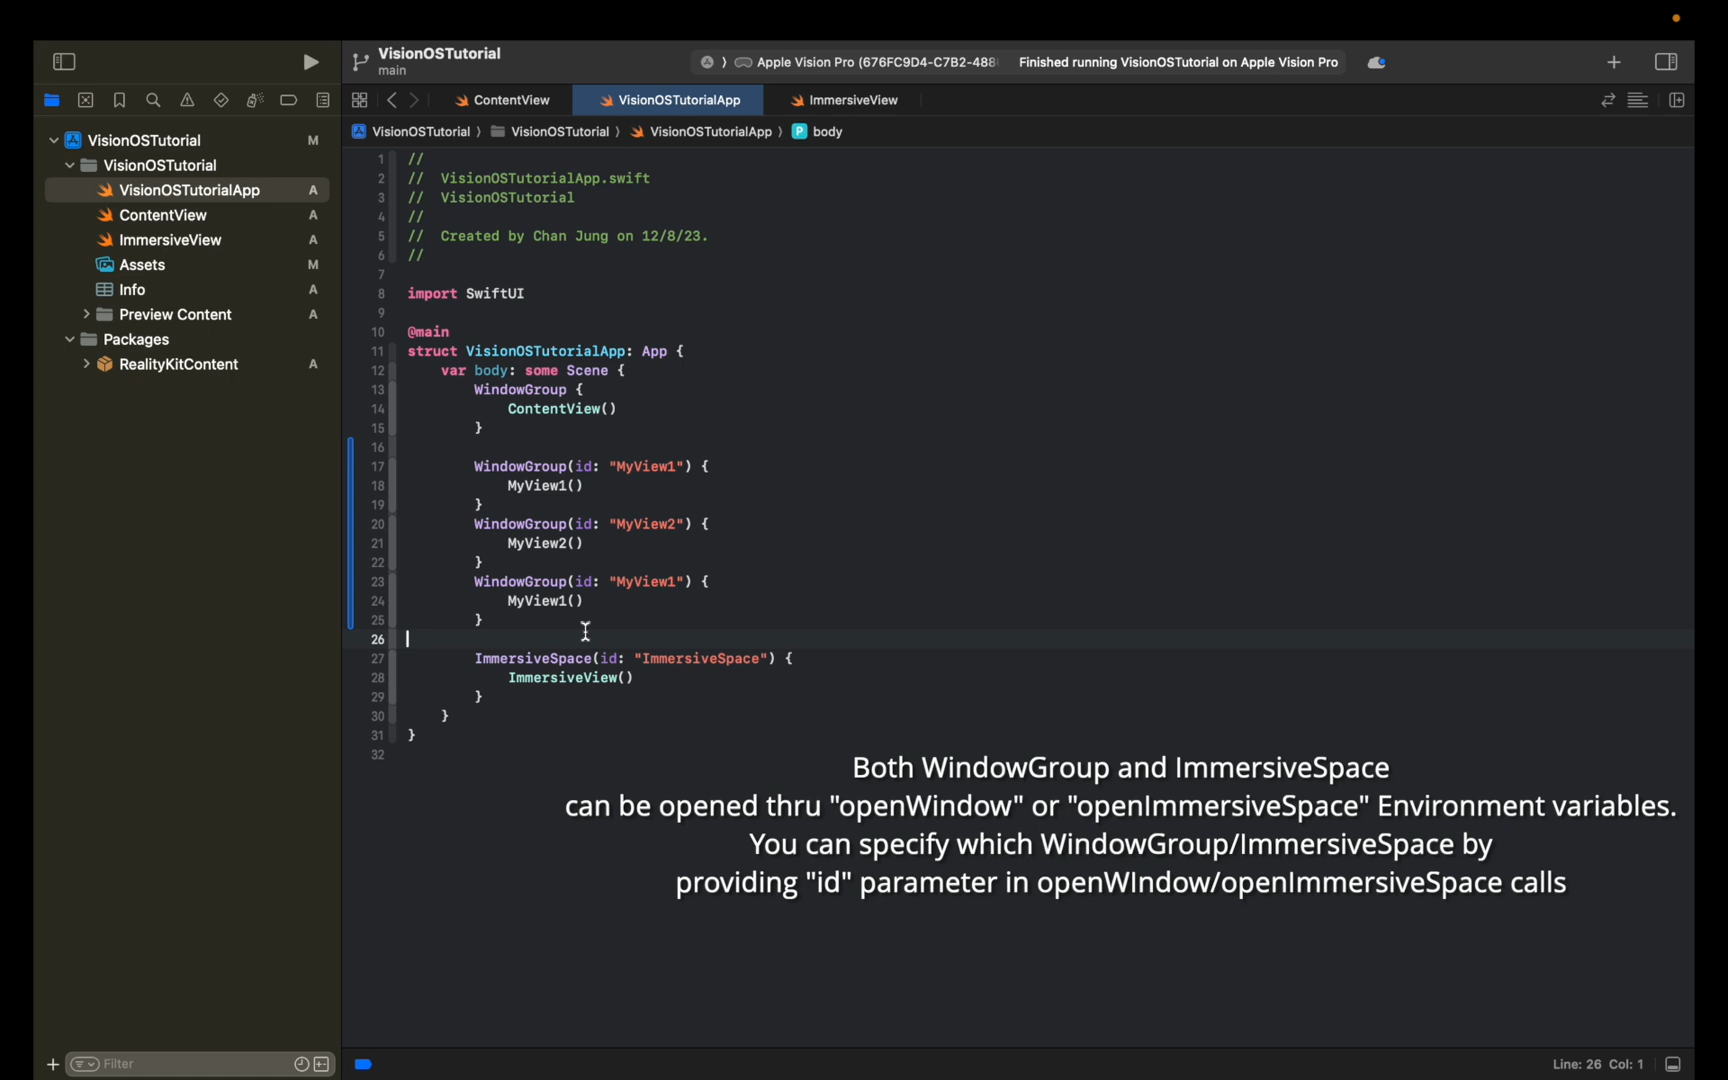 VisionOSTutorial
main
Apple Vision Pro (676FC9D4-C7B2-488
Finished running VisionOSTutorial on Apple Vision Pro
ContentView
VisionOSTutorialApp
ImmersiveView
VisionOSTutorial
VisionOSTutorial
VisionOSTutorialApp
P
body
VisionOSTutorial M
VisionOSTutorial
VisionOSTutorialApp A
ContentView A
ImmersiveView A
Assets M
Info A
Preview Content A
Packages
RealityKitContent A
1 //
2 // VisionOSTutorialApp.swift
3 // VisionOSTutorial
4 //
5 // Created by Chan Jung on 12/8/23.
6 //
7
8 import SwiftUI
9
10 @main
11 struct VisionOSTutorialApp: App {
12 var body: some Scene {
13 WindowGroup {
14 ContentView()
15 }
16
17 WindowGroup(id: "MyView1") {
18 MyView1()
19 }
20 WindowGroup(id: "MyView2") {
21 MyView2()
22 }
23 WindowGroup(id: "MyView1") {
24 MyView1()
25 }
26
27 ImmersiveSpace(id: "ImmersiveSpace") {
28 ImmersiveView()
29 }
30 }
31 }
32
Both WindowGroup and ImmersiveSpace
can be opened thru "openWindow" or "openImmersiveSpace" Environment variables.
You can specify which WindowGroup/ImmersiveSpace by
providing "id" parameter in openWIndow/openImmersiveSpace calls
Filter
Line: 26 Col: 1